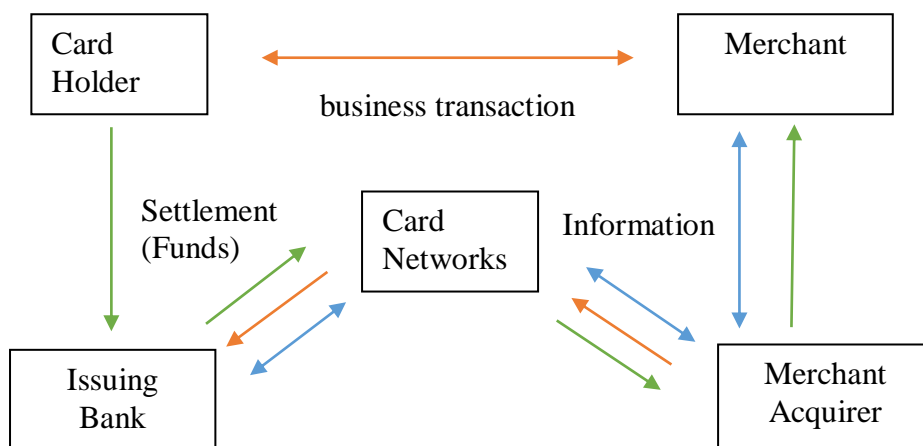 Card
Holder
Merchant
business transaction
Settlement
(Funds)
Card
Networks
Information
Issuing
Bank
Merchant
Acquirer